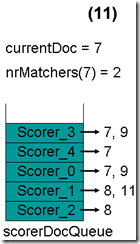 (11)
currentDoc = 7
nrMatchers(7) = 2
Scorer_3 7, 9
Scorer_4 7
Scorer_0 7, 9
Scorer_1 8, 11
Scorer_2 8
scorerDocQueue